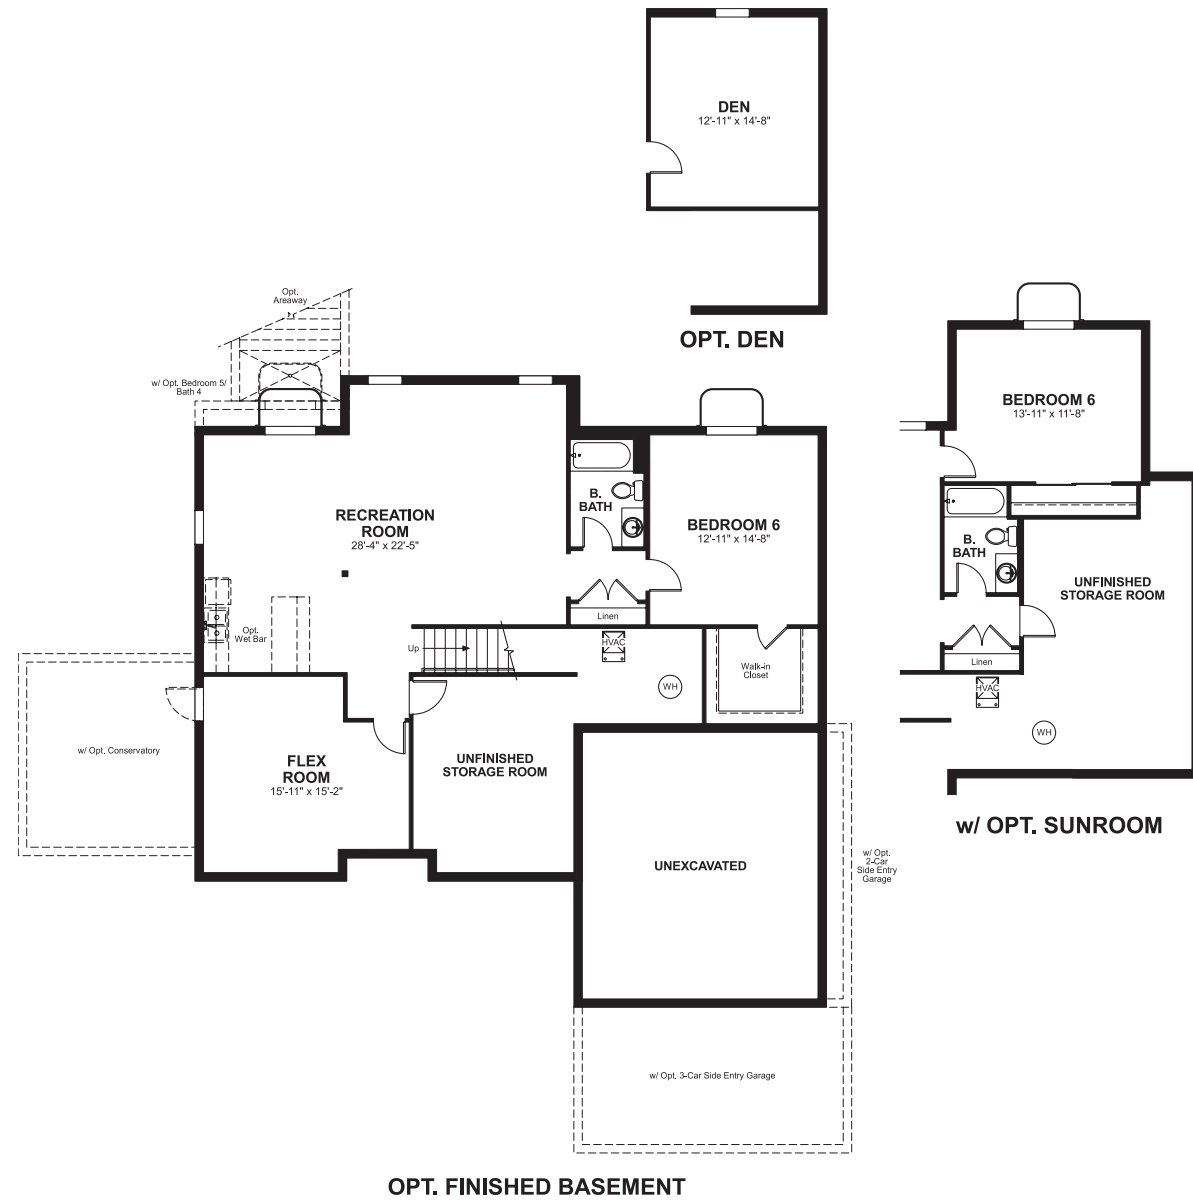 DEN
12'-11" x 14'-8"
OPT. DEN
Opt.
Areaway
w/ Opt. Bedroom 5/
Bath 4
RECREATION
ROOM
28'-4" x 22'-5"
B.
BATH
BEDROOM 6
12'-11" x 14'-8"
Linen
Opt.
Wet Bar
Up
HVAC
WH
Walk-in
Closet
w/ Opt. Conservatory
FLEX
ROOM
15'-11" x 15'-2"
UNFINISHED
STORAGE ROOM
UNEXCAVATED
w/ Opt.
2-Car
Side Entry
Garage
w/ Opt. 3-Car Side Entry Garage
BEDROOM 6
13'-11" x 11'-8"
B.
BATH
UNFINISHED
STORAGE ROOM
Linen
HVAC
WH
w/ OPT. SUNROOM
OPT. FINISHED BASEMENT